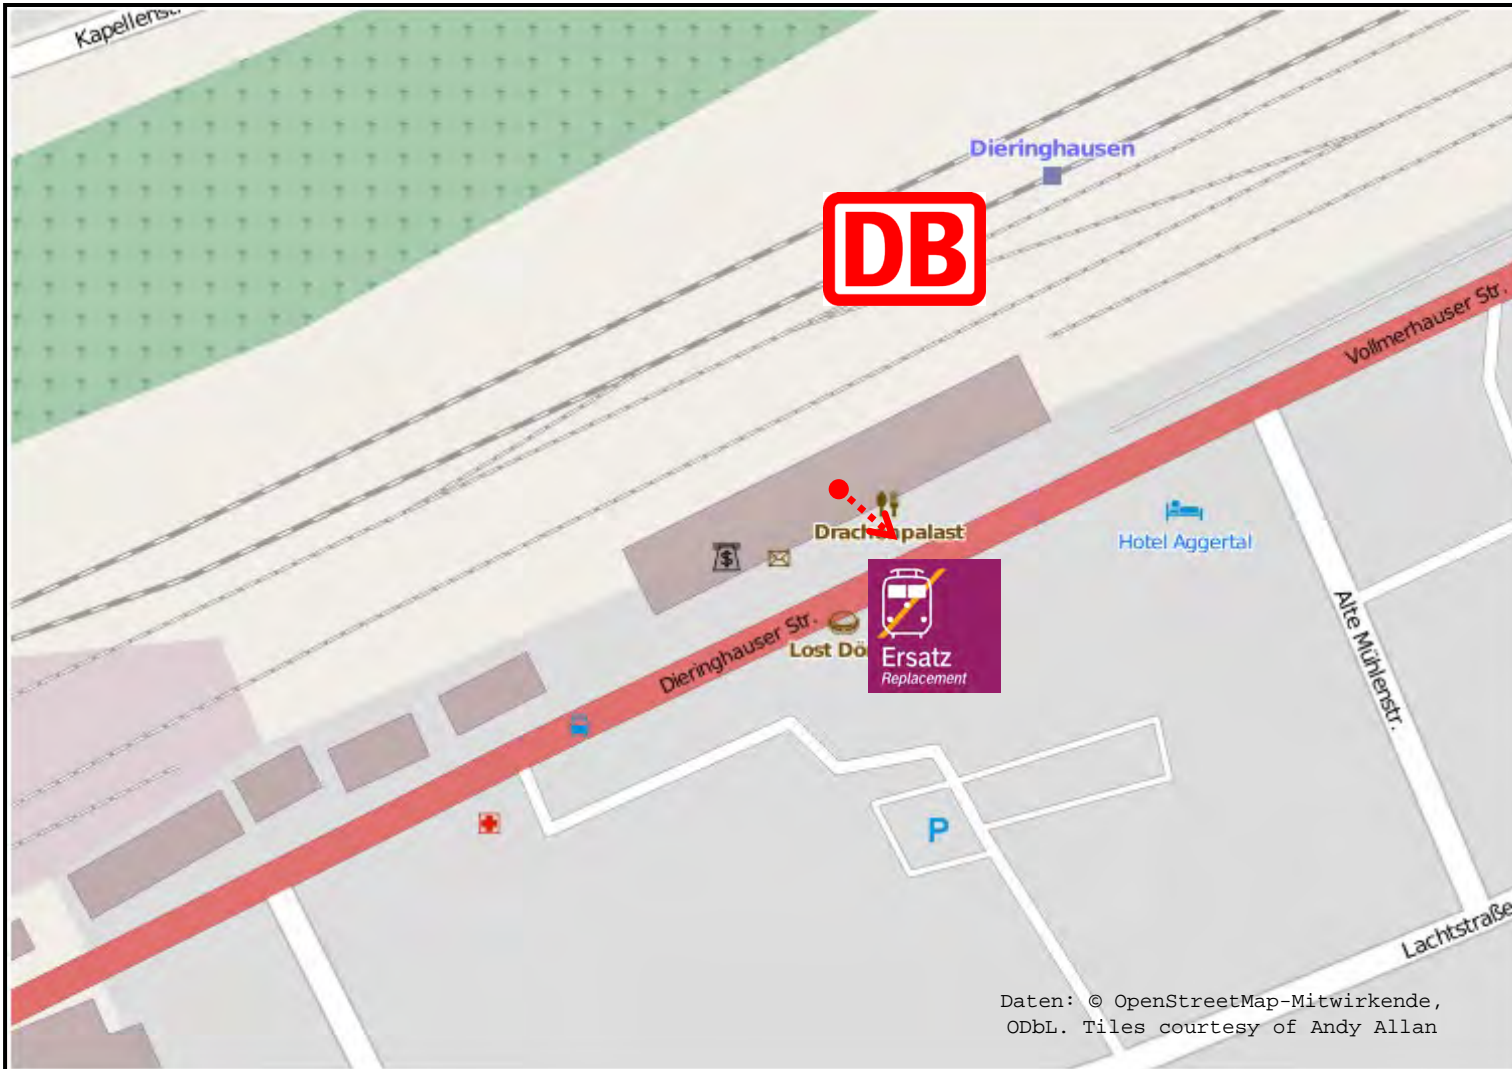 Kapellenstr
Dieringhausen
DB
Vollmerhauser Str.
Drachenpalast
Hotel Aggertal
Dieringhauser Str.
Lost Dö
Ersatz
Replacement
Alte Mühlenstr.
P
Lachtstraße
Daten: © OpenStreetMap-Mitwirkende,
ODbL. Tiles courtesy of Andy Allan